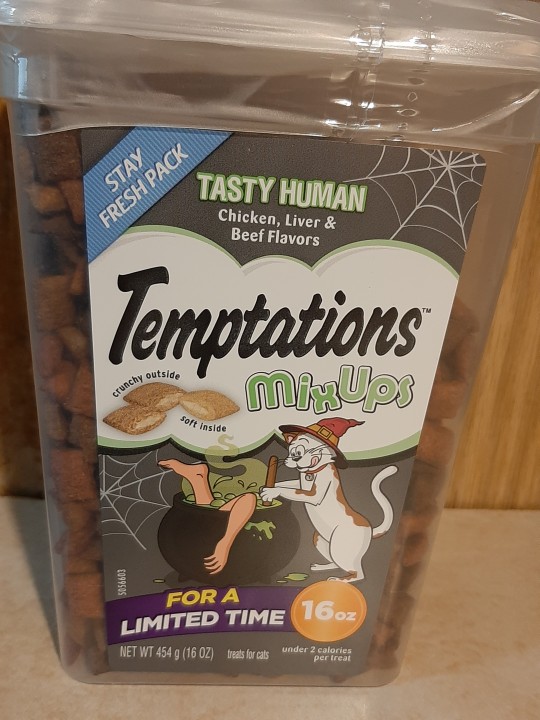 STAY
FRESH PACK
TASTY HUMAN
Chicken, Liver &
Beef Flavors
Temptations™
MixUps
crunchy outside
soft inside
S056603
FOR A
LIMITED TIME
16oz
NET WT 454 g (16 OZ) treats for cats
under 2 calories
per treat